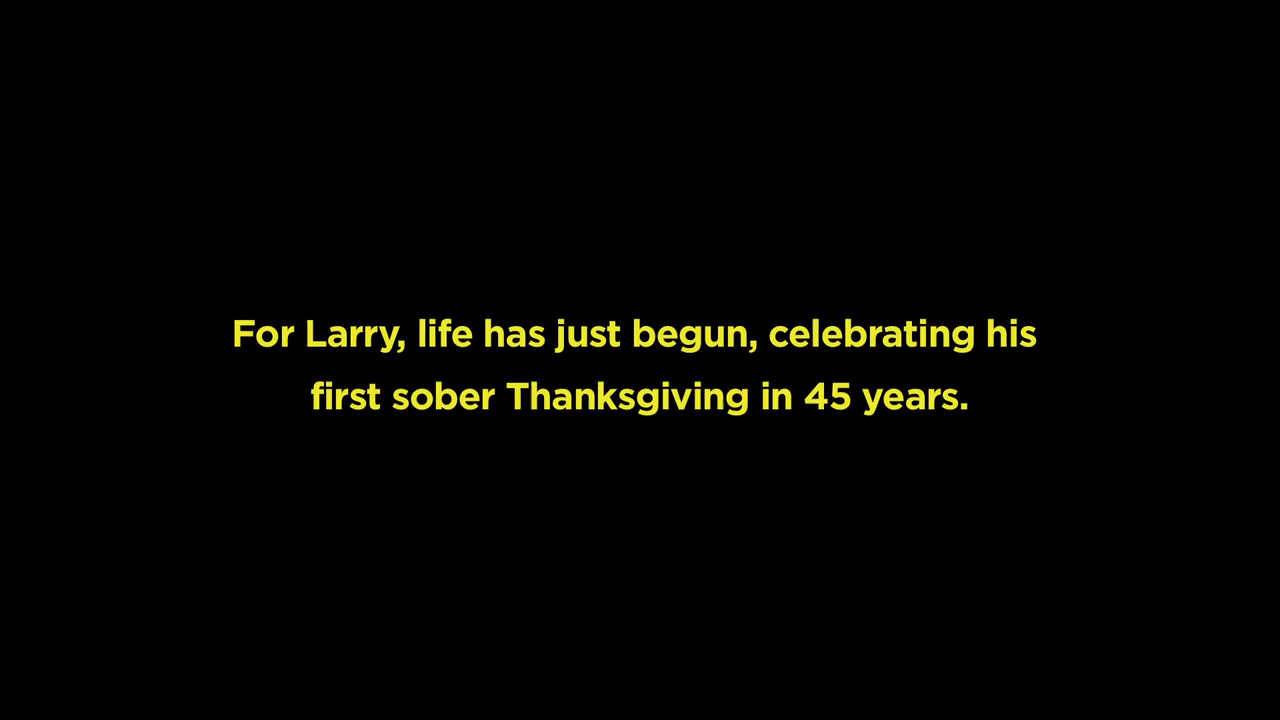 For Larry, life has just begun, celebrating his
first sober Thanksgiving in 45 years.